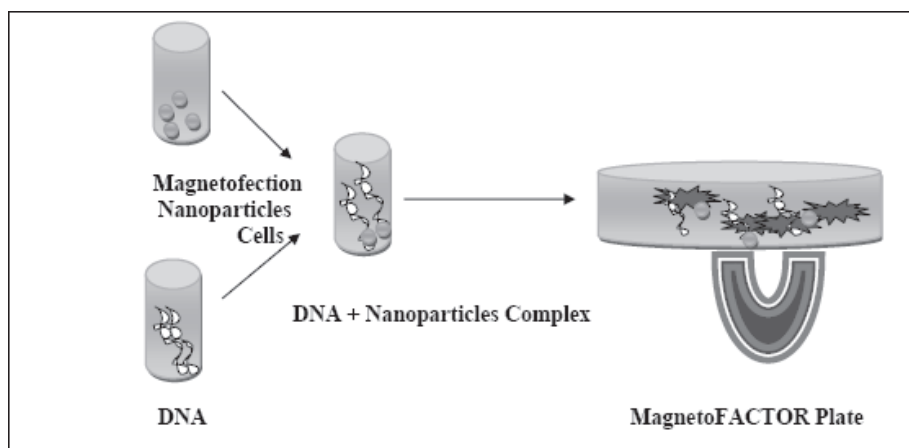 Magnetofection
Nanoparticles
Cells
DNA + Nanoparticles Complex
DNA
MagnetoFACTOR Plate